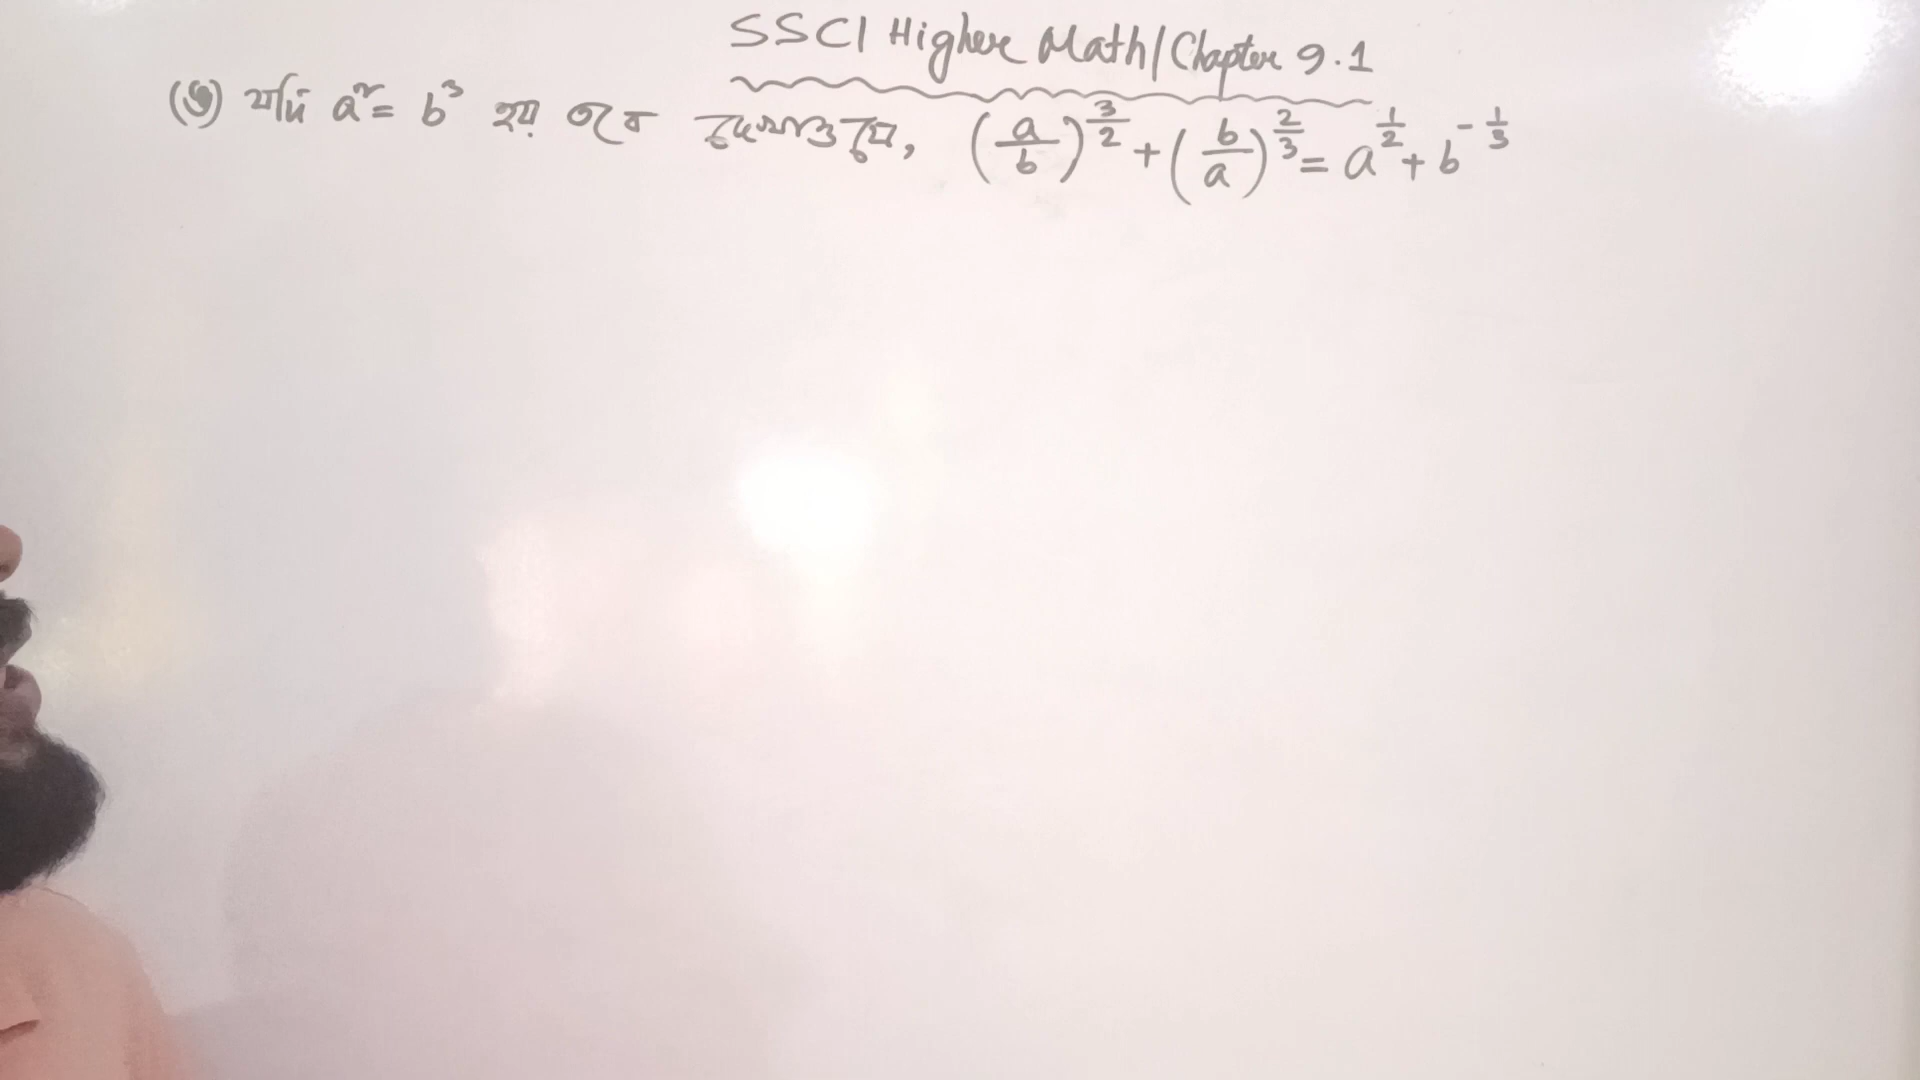 SSC| Higher Math/Chapter 9.1
(৩) যদি a² = b³ হয় তবে দেখাও যে, (a/b)^(3/2) + (b/a)^(2/3) = a^(1/2) + b^(-1/3)